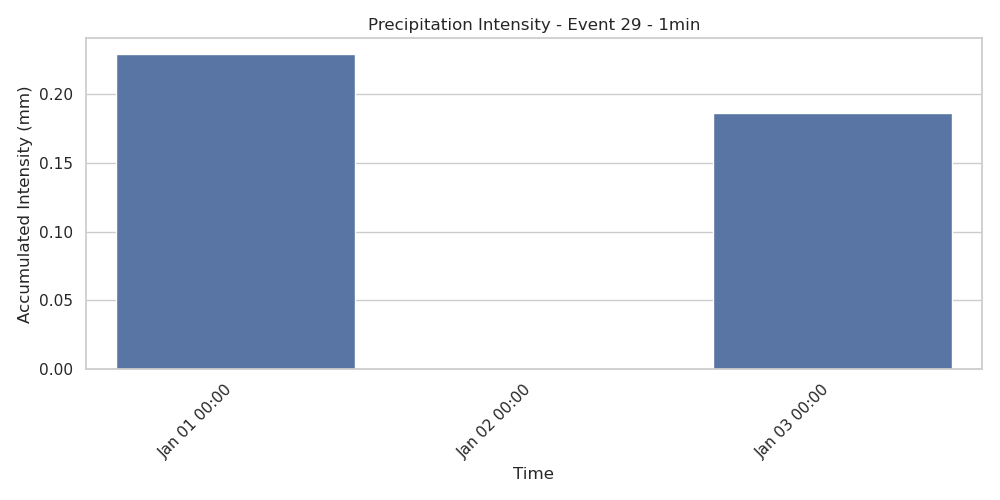 Precipitation Intensity - Event 29 - 1min
Accumulated Intensity (mm)
0.20
0.15
0.10
0.05
0.00
Jan 01 00:00
Jan 02 00:00
Jan 03 00:00
Time